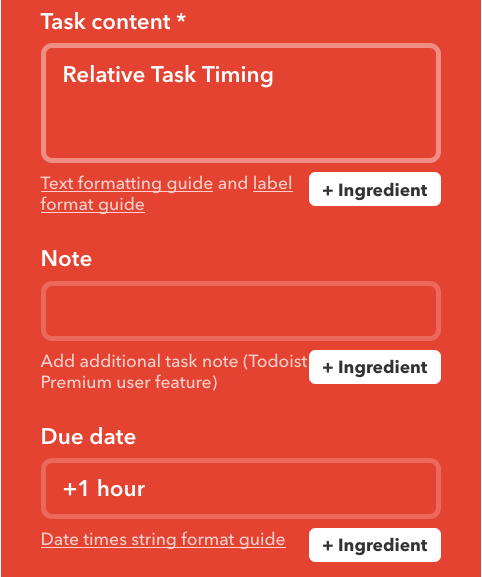 Task content *
Relative Task Timing
Text formatting guide and label
format guide
+ Ingredient
Note
Add additional task note (Todoist
Premium user feature)
+ Ingredient
Due date
+1 hour
Date times string format guide
+ Ingredient